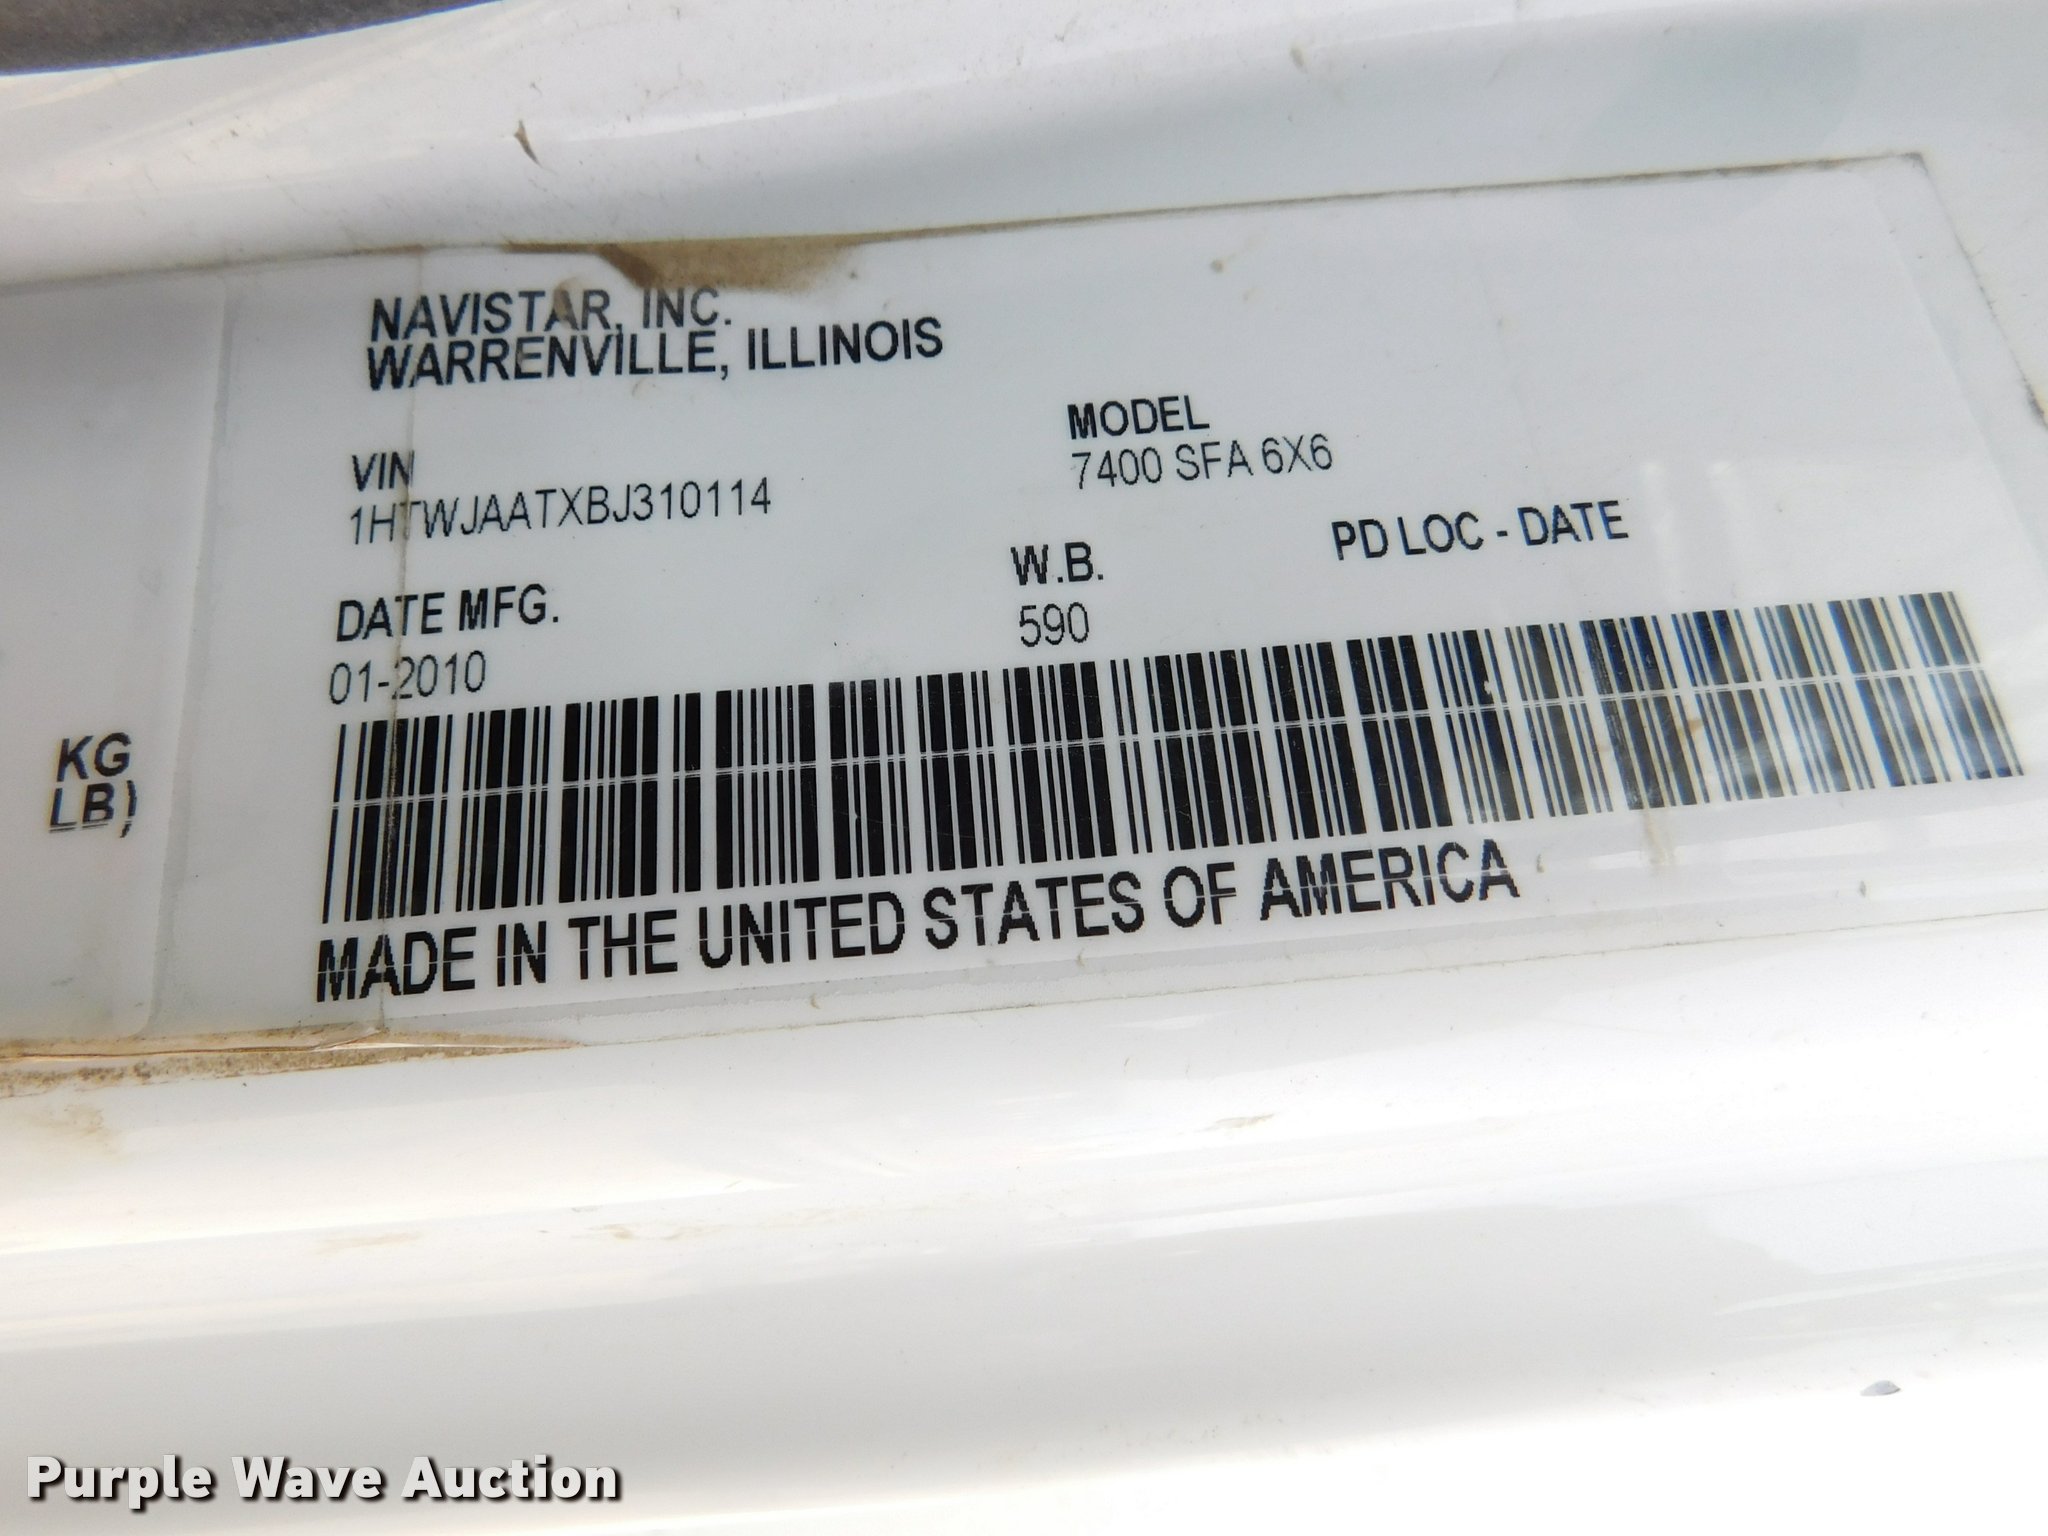 NAVISTAR, INC.
WARRENVILLE, ILLINOIS
VIN
1HTWJAATXBJ310114
MODEL
7400 SFA 6X6
DATE MFG.
01-2010
W.B.
590
PD LOC - DATE
KG
LB)
MADE IN THE UNITED STATES OF AMERICA
Purple Wave Auction